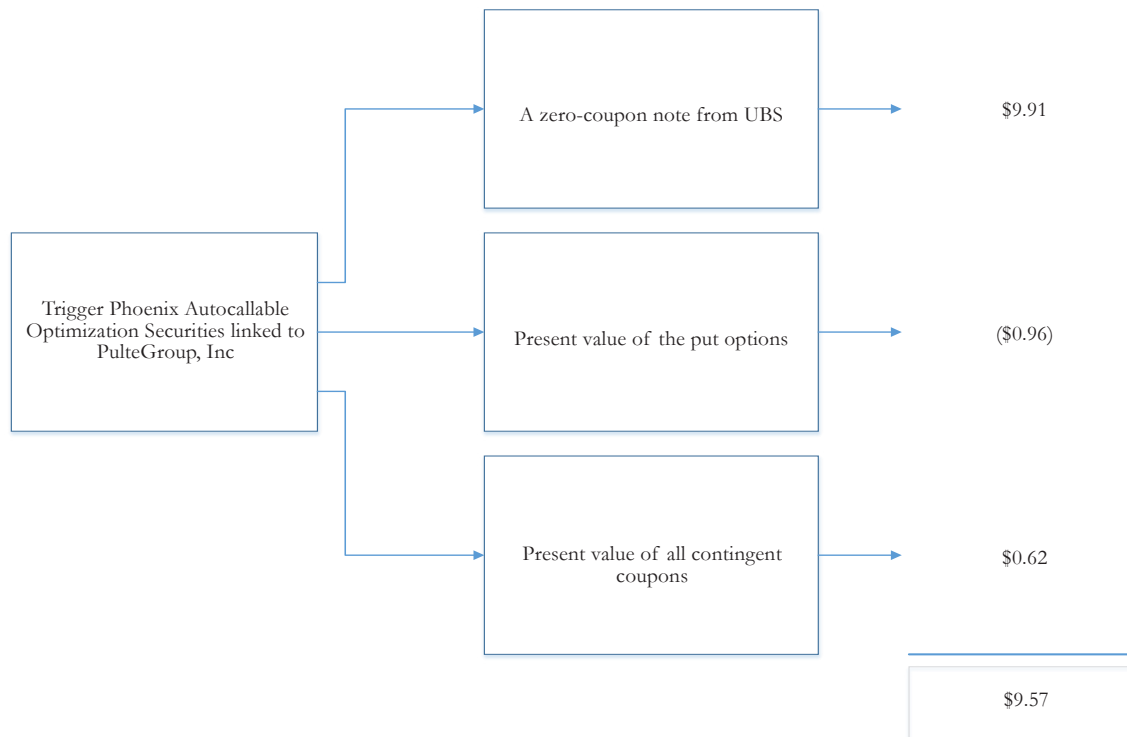 A zero-coupon note from UBS
$9.91
Trigger Phoenix Autocallable
Optimization Securities linked to
PulteGroup, Inc
Present value of the put options
($0.96)
Present value of all contingent
coupons
$0.62
$9.57